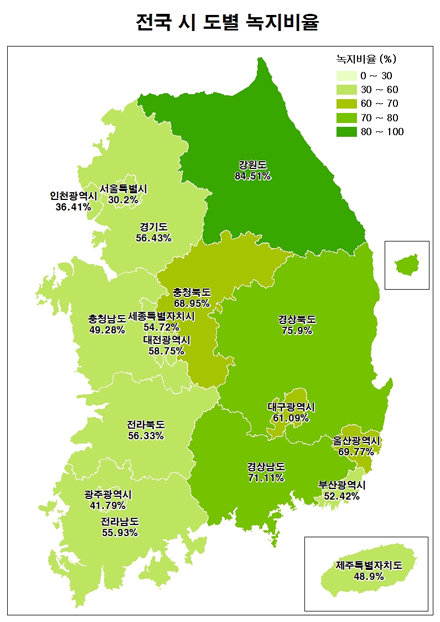 전국 시 도별 녹지비율
녹지비율 (%)
0 ~ 30
30 ~ 60
60 ~ 70
70 ~ 80
80 ~ 100
강원도
84.51%
서울특별시
30.2%
인천광역시
36.41%
경기도
56.43%
충청북도
68.95%
충청남도
49.28%
세종특별자치시
54.72%
대전광역시
58.75%
경상북도
75.9%
대구광역시
61.09%
전라북도
56.33%
울산광역시
69.77%
경상남도
71.11%
부산광역시
52.42%
광주광역시
41.79%
전라남도
55.93%
제주특별자치도
48.9%